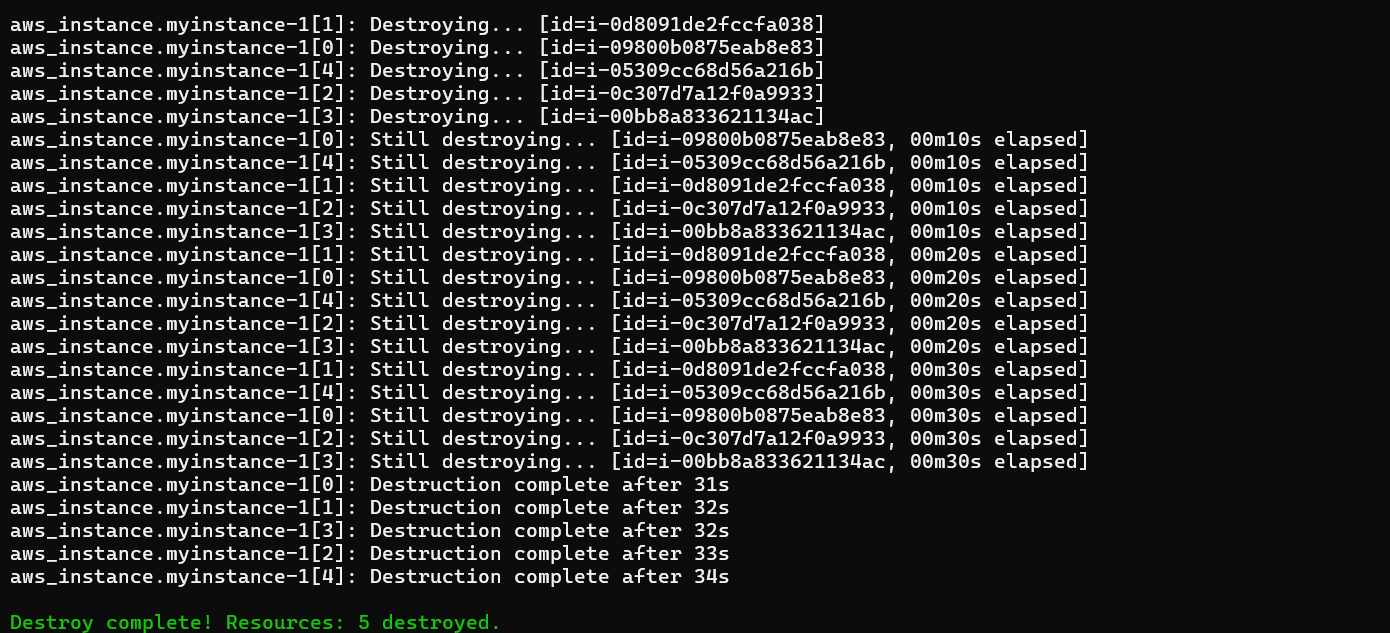 aws_instance.myinstance-1[1]: Destroying... [id=i-0d8091de2fccfa038]
aws_instance.myinstance-1[0]: Destroying... [id=i-09800b0875eab8e83]
aws_instance.myinstance-1[4]: Destroying... [id=i-05309cc68d56a216b]
aws_instance.myinstance-1[2]: Destroying... [id=i-0c307d7a12f0a9933]
aws_instance.myinstance-1[3]: Destroying... [id=i-00bb8a833621134ac]
aws_instance.myinstance-1[0]: Still destroying... [id=i-09800b0875eab8e83, 00m10s elapsed]
aws_instance.myinstance-1[4]: Still destroying... [id=i-05309cc68d56a216b, 00m10s elapsed]
aws_instance.myinstance-1[1]: Still destroying... [id=i-0d8091de2fccfa038, 00m10s elapsed]
aws_instance.myinstance-1[2]: Still destroying... [id=i-0c307d7a12f0a9933, 00m10s elapsed]
aws_instance.myinstance-1[3]: Still destroying... [id=i-00bb8a833621134ac, 00m10s elapsed]
aws_instance.myinstance-1[1]: Still destroying... [id=i-0d8091de2fccfa038, 00m20s elapsed]
aws_instance.myinstance-1[0]: Still destroying... [id=i-09800b0875eab8e83, 00m20s elapsed]
aws_instance.myinstance-1[4]: Still destroying... [id=i-05309cc68d56a216b, 00m20s elapsed]
aws_instance.myinstance-1[2]: Still destroying... [id=i-0c307d7a12f0a9933, 00m20s elapsed]
aws_instance.myinstance-1[3]: Still destroying... [id=i-00bb8a833621134ac, 00m20s elapsed]
aws_instance.myinstance-1[1]: Still destroying... [id=i-0d8091de2fccfa038, 00m30s elapsed]
aws_instance.myinstance-1[4]: Still destroying... [id=i-05309cc68d56a216b, 00m30s elapsed]
aws_instance.myinstance-1[0]: Still destroying... [id=i-09800b0875eab8e83, 00m30s elapsed]
aws_instance.myinstance-1[2]: Still destroying... [id=i-0c307d7a12f0a9933, 00m30s elapsed]
aws_instance.myinstance-1[3]: Still destroying... [id=i-00bb8a833621134ac, 00m30s elapsed]
aws_instance.myinstance-1[0]: Destruction complete after 31s
aws_instance.myinstance-1[1]: Destruction complete after 32s
aws_instance.myinstance-1[3]: Destruction complete after 32s
aws_instance.myinstance-1[2]: Destruction complete after 33s
aws_instance.myinstance-1[4]: Destruction complete after 34s
Destroy complete! Resources: 5 destroyed.